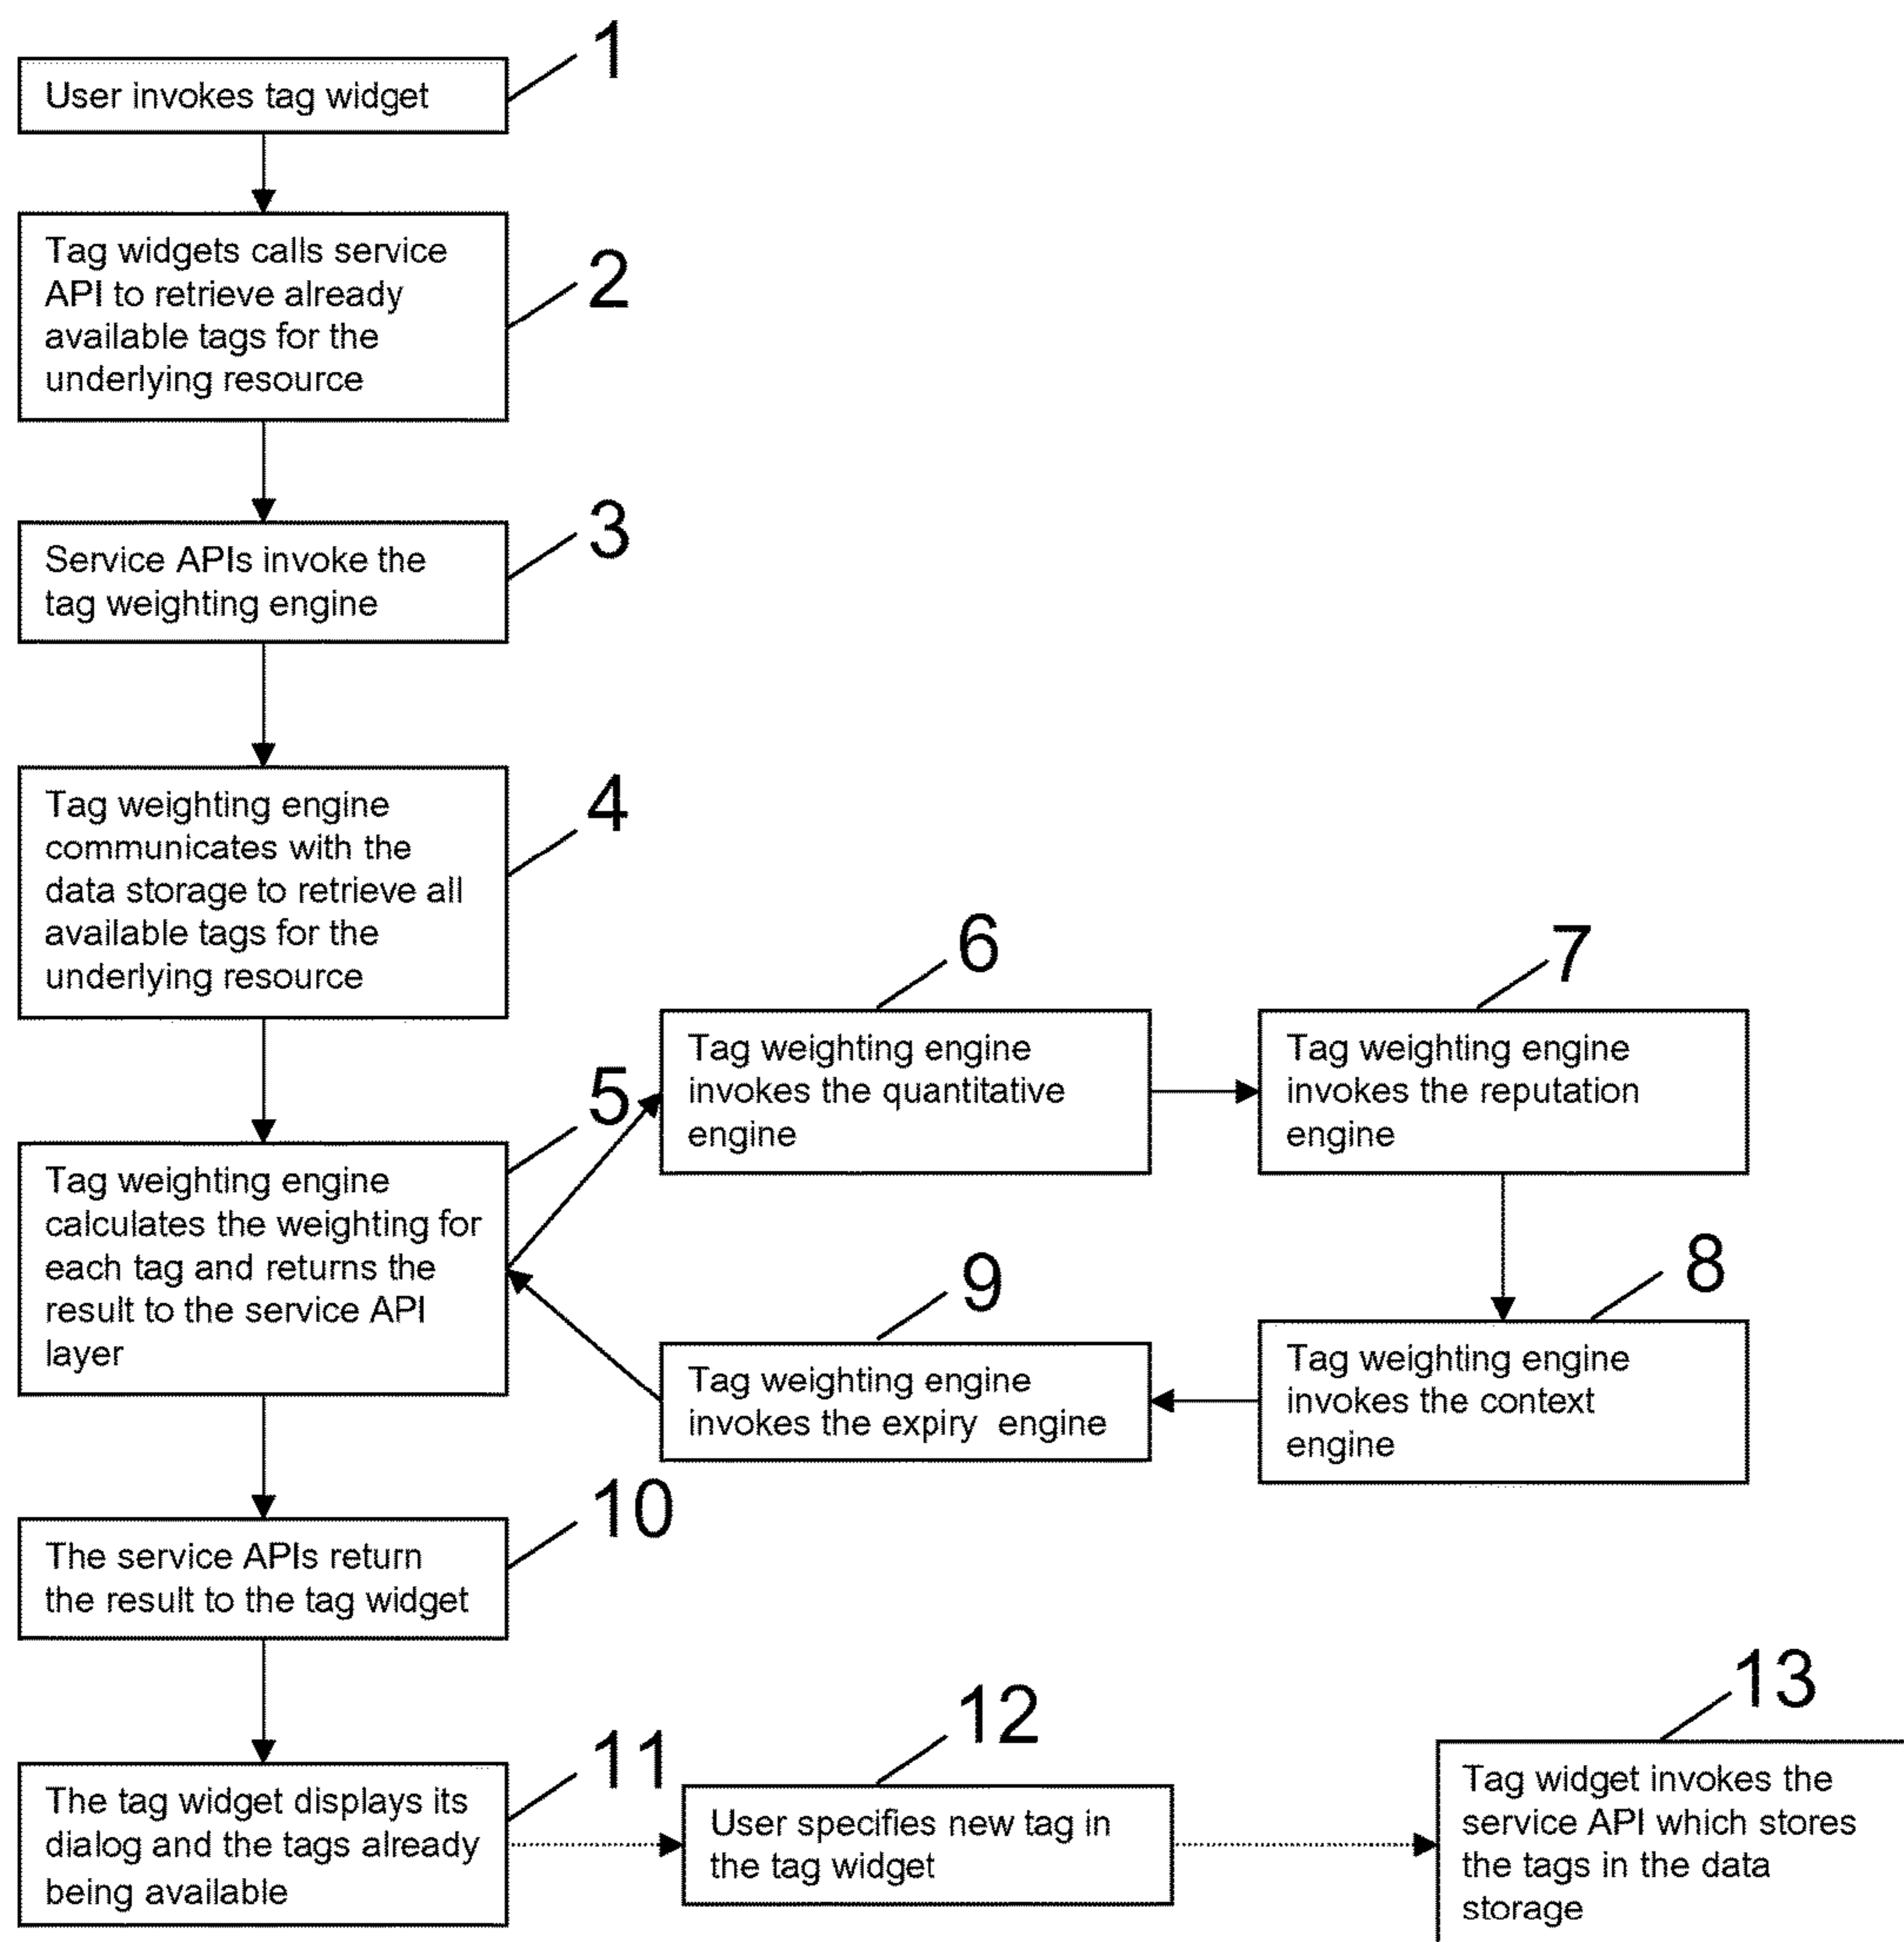 1
User invokes tag widget
2
Tag widgets calls service
API to retrieve already
available tags for the
underlying resource
3
Service APIs invoke the
tag weighting engine
4
Tag weighting engine
communicates with the
data storage to retrieve all
available tags for the
underlying resource
5
Tag weighting engine
calculates the weighting for
each tag and returns the
result to the service API
layer
6
Tag weighting engine
invokes the quantitative
engine
7
Tag weighting engine
invokes the reputation
engine
8
Tag weighting engine
invokes the context
engine
9
Tag weighting engine
invokes the expiry engine
10
The service APIs return
the result to the tag widget
11
The tag widget displays its
dialog and the tags already
being available
12
User specifies new tag in
the tag widget
13
Tag widget invokes the
service API which stores
the tags in the data
storage